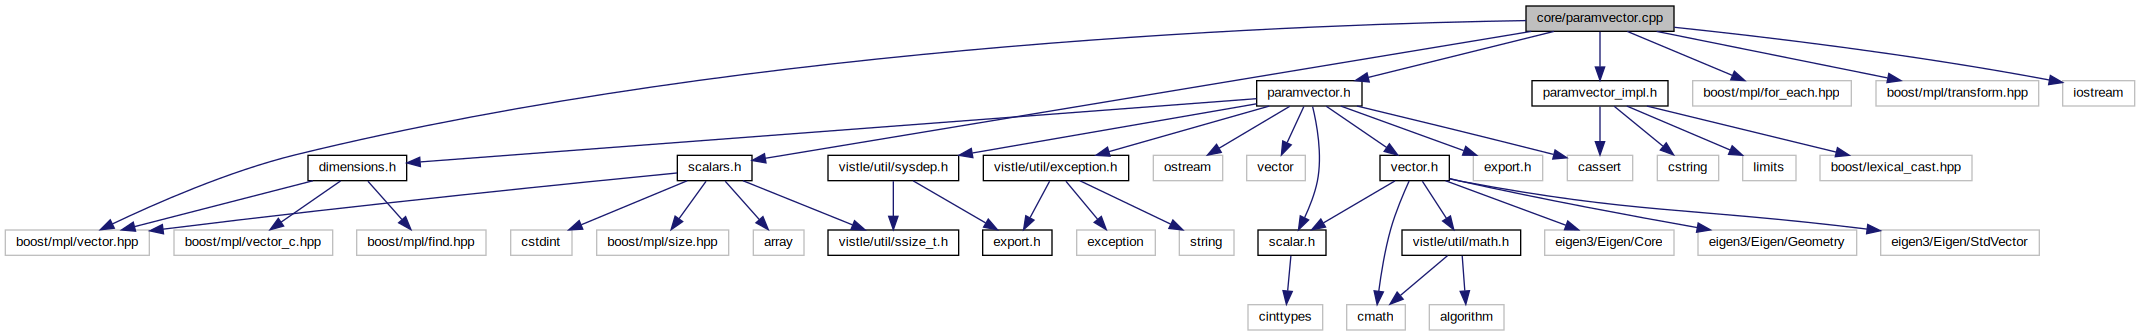 core/paramvector.cpp
paramvector.h
paramvector_impl.h
boost/mpl/for_each.hpp
boost/mpl/transform.hpp
iostream
dimensions.h
scalars.h
vistle/util/sysdep.h
vistle/util/exception.h
ostream
vector
vector.h
export.h
cassert
cstring
limits
boost/lexical_cast.hpp
boost/mpl/vector.hpp
boost/mpl/vector_c.hpp
boost/mpl/find.hpp
cstdint
boost/mpl/size.hpp
array
vistle/util/ssize_t.h
export.h
exception
string
scalar.h
vistle/util/math.h
eigen3/Eigen/Core
eigen3/Eigen/Geometry
eigen3/Eigen/StdVector
cinttypes
cmath
algorithm